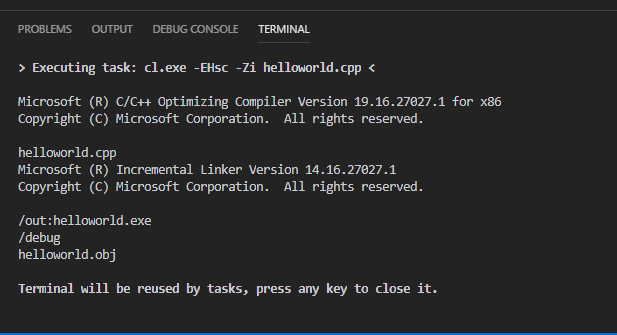 PROBLEMS OUTPUT DEBUG CONSOLE TERMINAL
> Executing task: cl.exe -EHsc -Zi helloworld.cpp <
Microsoft (R) C/C++ Optimizing Compiler Version 19.16.27027.1 for x86
Copyright (C) Microsoft Corporation.  All rights reserved.
helloworld.cpp
Microsoft (R) Incremental Linker Version 14.16.27027.1
Copyright (C) Microsoft Corporation.  All rights reserved.
/out:helloworld.exe
/debug
helloworld.obj
Terminal will be reused by tasks, press any key to close it.